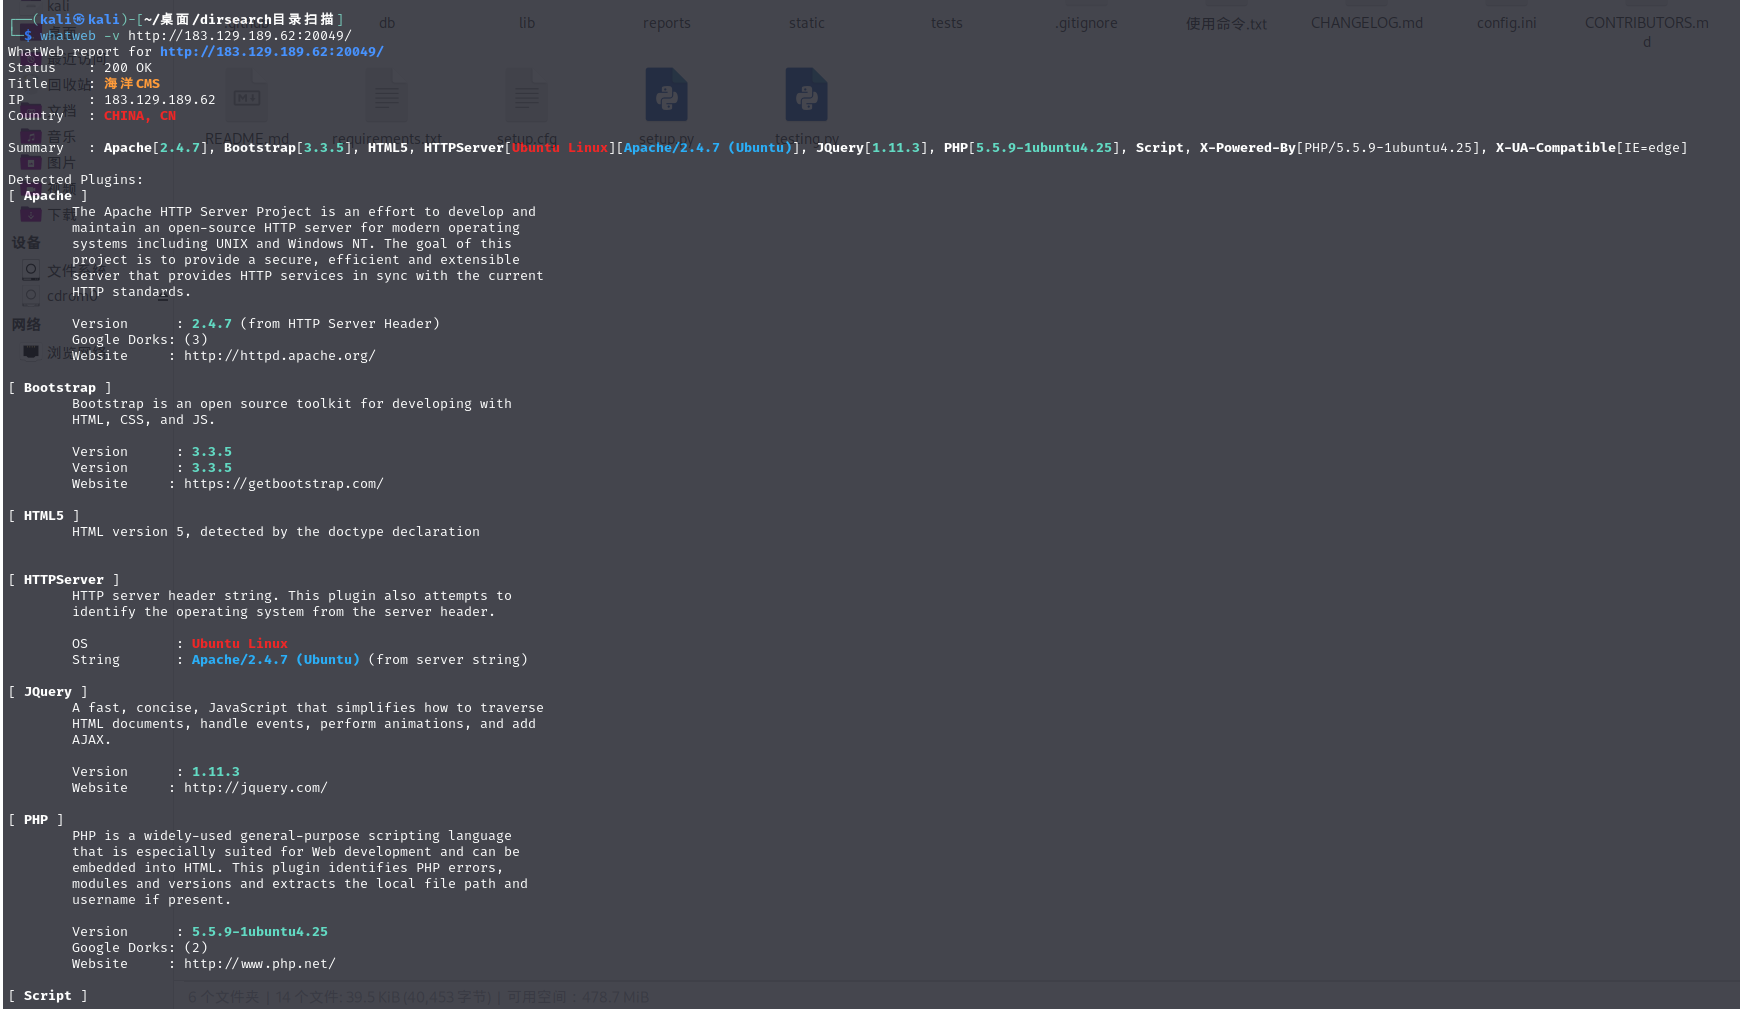 ┌──(kali㉿kali)-[~/桌面/dirsearch目录扫描]
└─$ whatweb -v http://183.129.189.62:20049/
WhatWeb report for http://183.129.189.62:20049/
Status    : 200 OK
Title     : 海洋CMS
IP        : 183.129.189.62
Country   : CHINA, CN
Summary   : Apache[2.4.7], Bootstrap[3.3.5], HTML5, HTTPServer[Ubuntu Linux][Apache/2.4.7 (Ubuntu)], JQuery[1.11.3], PHP[5.5.9-1ubuntu4.25], Script, X-Powered-By[PHP/5.5.9-1ubuntu4.25], X-UA-Compatible[IE=edge]
Detected Plugins:
[ Apache ]
The Apache HTTP Server Project is an effort to develop and
maintain an open-source HTTP server for modern operating
systems including UNIX and Windows NT. The goal of this
project is to provide a secure, efficient and extensible
server that provides HTTP services in sync with the current
HTTP standards.
Version      : 2.4.7 (from HTTP Server Header)
Google Dorks: (3)
Website     : http://httpd.apache.org/
[ Bootstrap ]
Bootstrap is an open source toolkit for developing with
HTML, CSS, and JS.
Version      : 3.3.5
Version      : 3.3.5
Website     : https://getbootstrap.com/
[ HTML5 ]
HTML version 5, detected by the doctype declaration
[ HTTPServer ]
HTTP server header string. This plugin also attempts to
identify the operating system from the server header.
OS           : Ubuntu Linux
String       : Apache/2.4.7 (Ubuntu) (from server string)
[ JQuery ]
A fast, concise, JavaScript that simplifies how to traverse
HTML documents, handle events, perform animations, and add
AJAX.
Version      : 1.11.3
Website     : http://jquery.com/
[ PHP ]
PHP is a widely-used general-purpose scripting language
that is especially suited for Web development and can be
embedded into HTML. This plugin identifies PHP errors,
modules and versions and extracts the local file path and
username if present.
Version      : 5.5.9-1ubuntu4.25
Google Dorks: (2)
Website     : http://www.php.net/
[ Script ]
kali
回收站
文档
音乐
图片
下载
设备
文件系统
cdrom0
网络
db
lib
reports
static
tests
.gitignore
使用命令.txt
CHANGELOG.md
config.ini
CONTRIBUTORS.m
d
README.md
requirements.txt
setup.cfg
setup.py
testing.py
6 个文件夹 | 14 个文件: 39.5 KiB (40,453 字节) | 可用空间：478.7 MiB